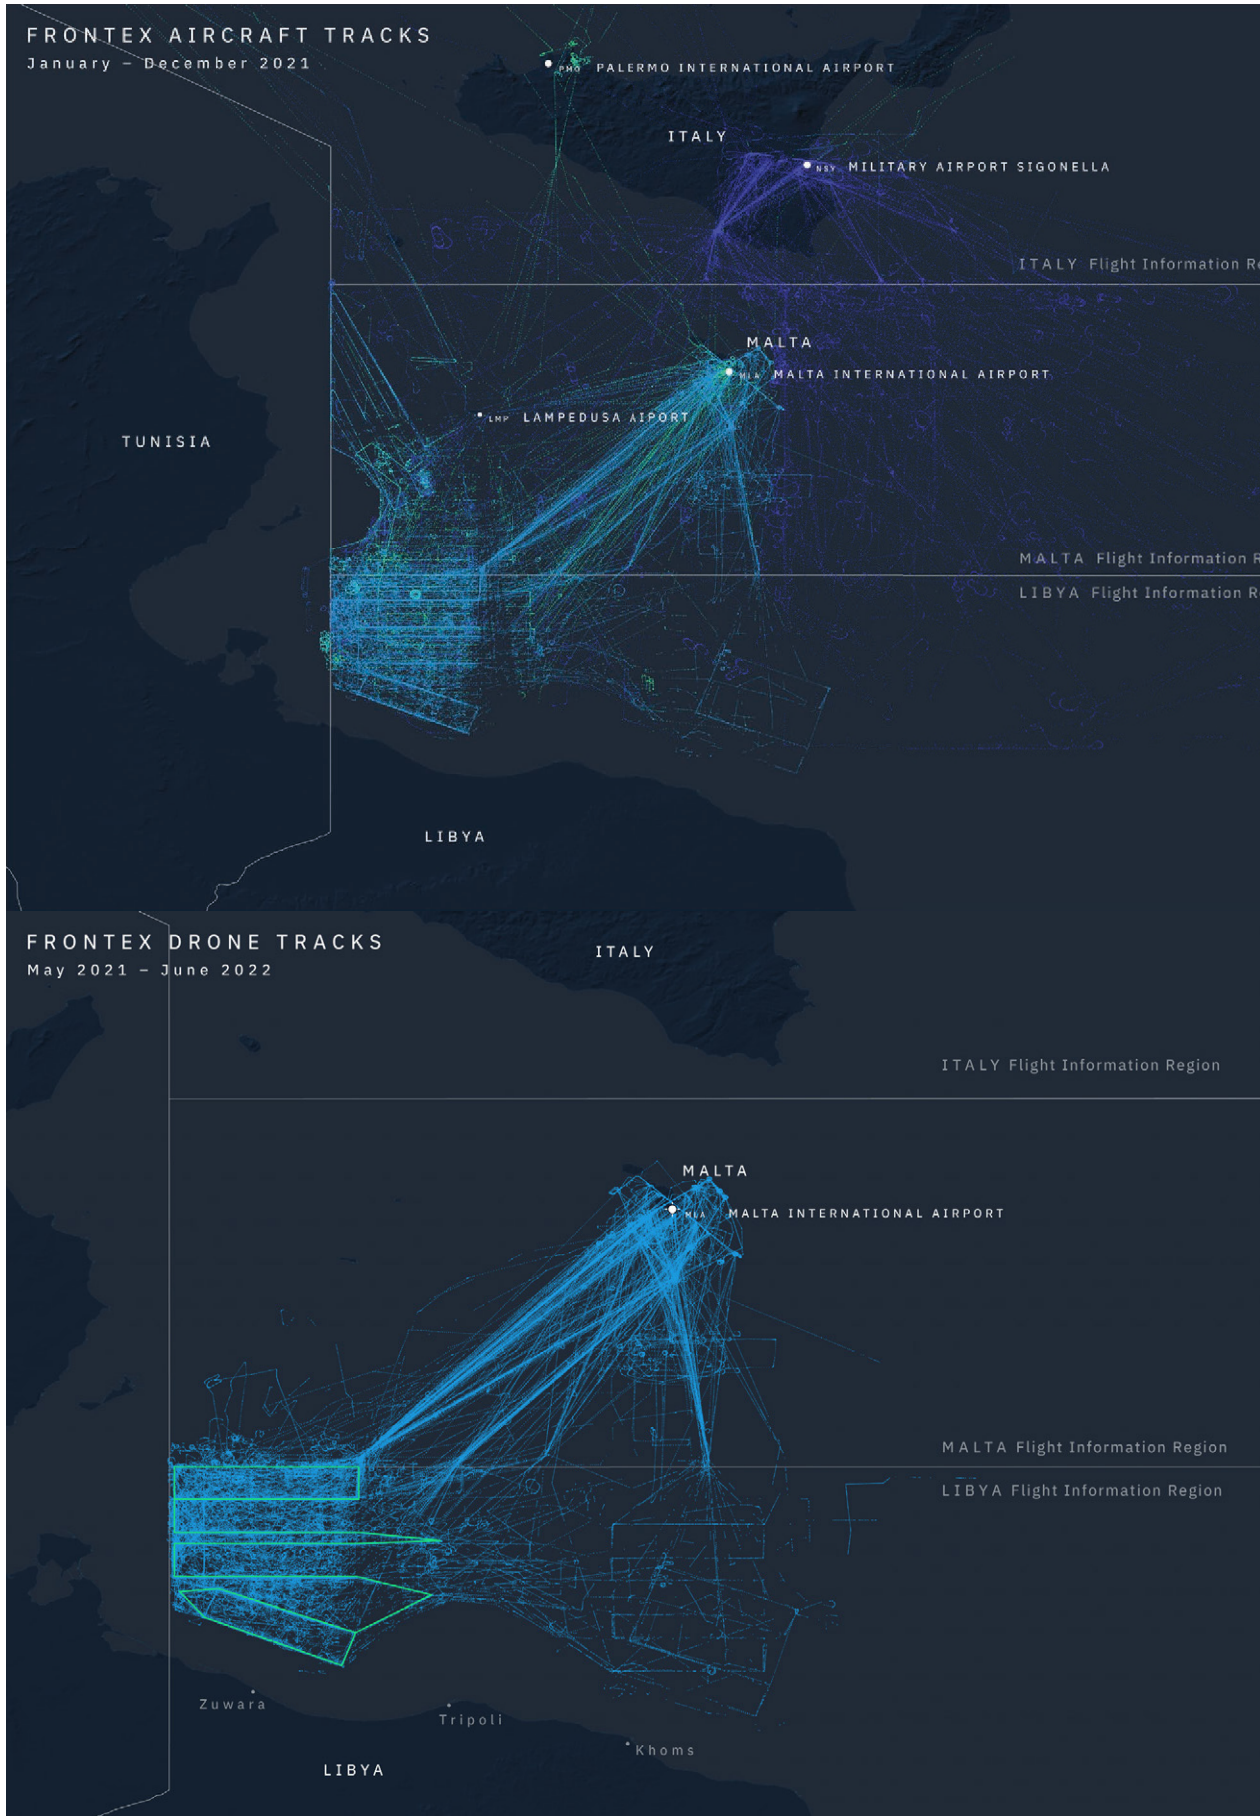 FRONTEX AIRCRAFT TRACKS
January – December 2021
PMO PALERMO INTERNATIONAL AIRPORT
ITALY
NSY MILITARY AIRPORT SIGONELLA
ITALY Flight Information Re
MALTA
MLA MALTA INTERNATIONAL AIRPORT
LMP LAMPEDUSA AIPORT
TUNISIA
MALTA Flight Information R
LIBYA Flight Information Re
LIBYA
FRONTEX DRONE TRACKS
May 2021 – June 2022
ITALY
ITALY Flight Information Region
MALTA
MLA MALTA INTERNATIONAL AIRPORT
MALTA Flight Information Region
LIBYA Flight Information Region
Zuwara
Tripoli
Khoms
LIBYA